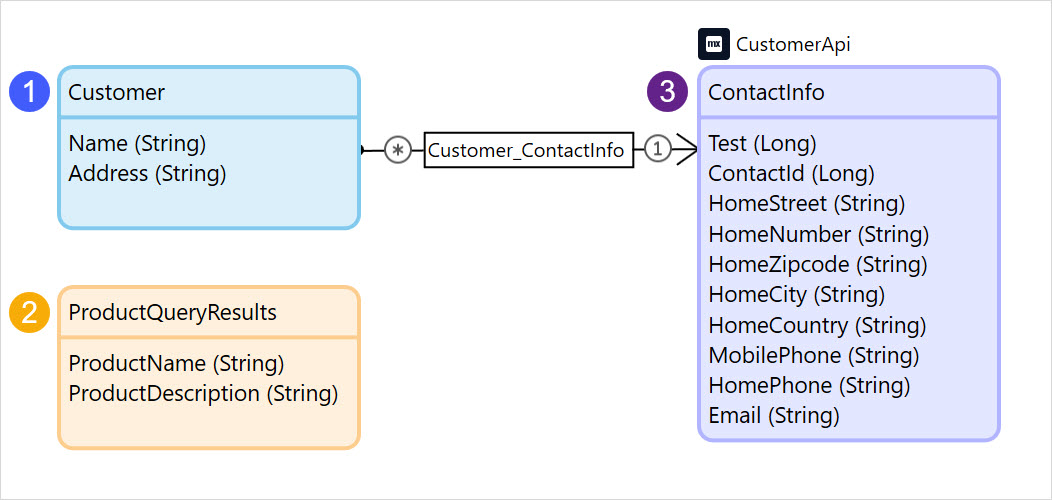 1
Customer
Name (String)
Address (String)
*
Customer_ContactInfo
1
2
ProductQueryResults
ProductName (String)
ProductDescription (String)
mx CustomerApi
3
ContactInfo
Test (Long)
ContactId (Long)
HomeStreet (String)
HomeNumber (String)
HomeZipcode (String)
HomeCity (String)
HomeCountry (String)
MobilePhone (String)
HomePhone (String)
Email (String)